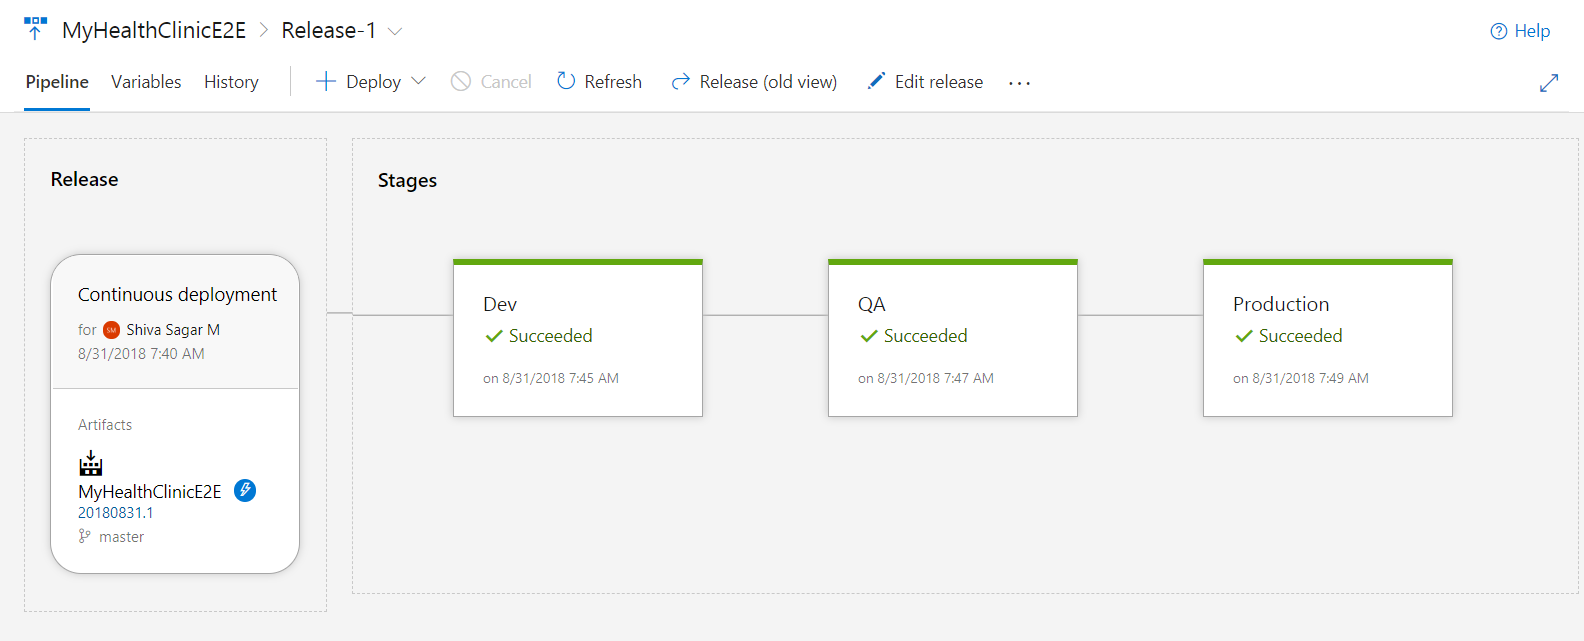 MyHealthClinicE2E > Release-1
Help
Pipeline Variables History Deploy Cancel Refresh Release (old view) Edit release ...
Release
Stages
Continuous deployment
for SM Shiva Sagar M
8/31/2018 7:40 AM
Artifacts
MyHealthClinicE2E
20180831.1
master
Dev
Succeeded
on 8/31/2018 7:45 AM
QA
Succeeded
on 8/31/2018 7:47 AM
Production
Succeeded
on 8/31/2018 7:49 AM